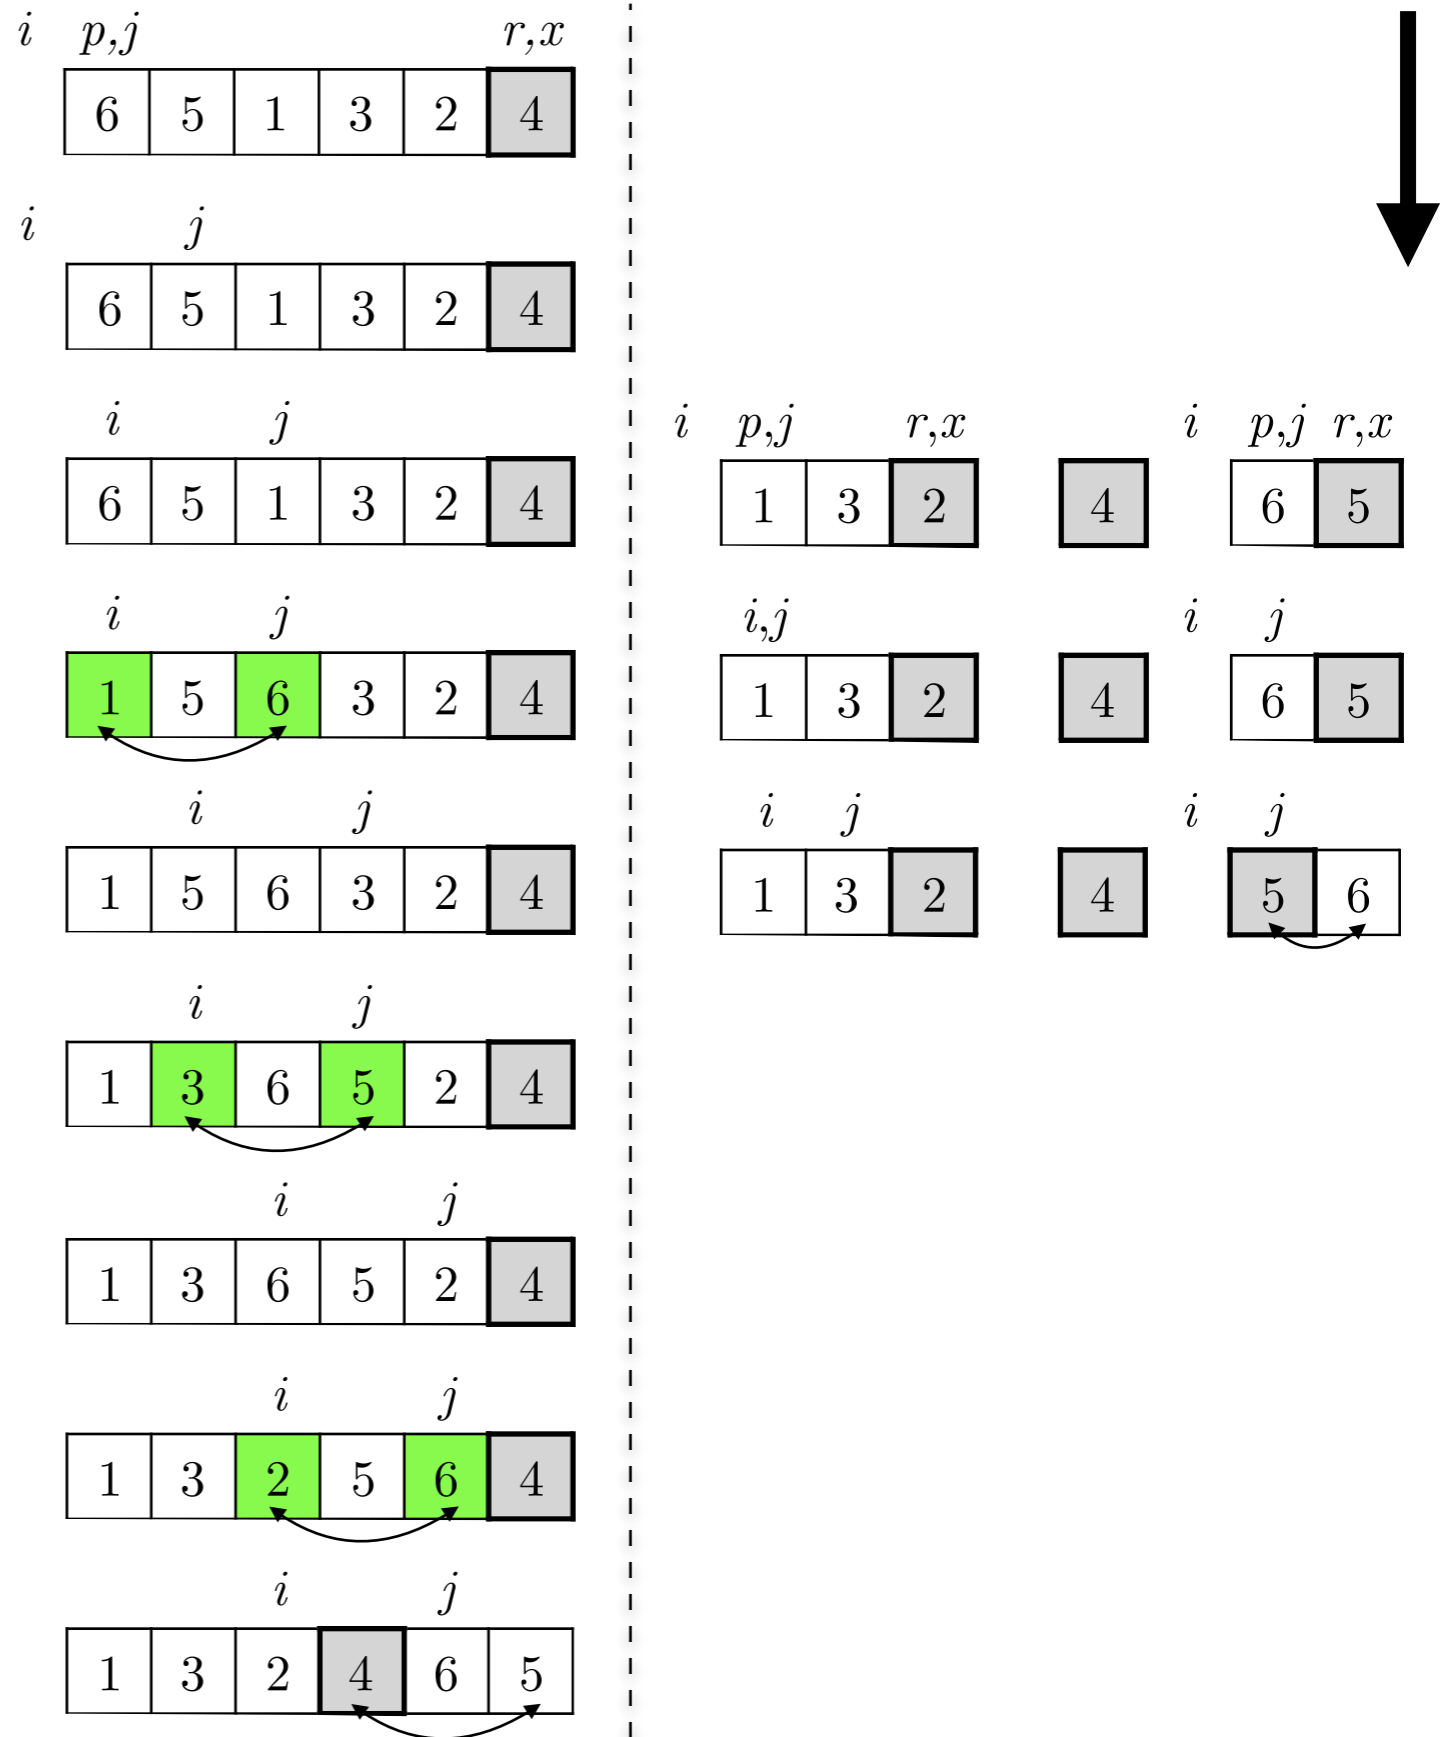 i p,j r,x
6 5 1 3 2 4
i j
6 5 1 3 2 4
i j
6 5 1 3 2 4
i j
1 5 6 3 2 4
i j
1 5 6 3 2 4
i j
1 3 6 5 2 4
i j
1 3 6 5 2 4
i j
1 3 2 5 6 4
i j
1 3 2 4 6 5
i p,j r,x i p,j r,x
1 3 2 4 6 5
i,j i j
1 3 2 4 6 5
i j i j
1 3 2 4 5 6